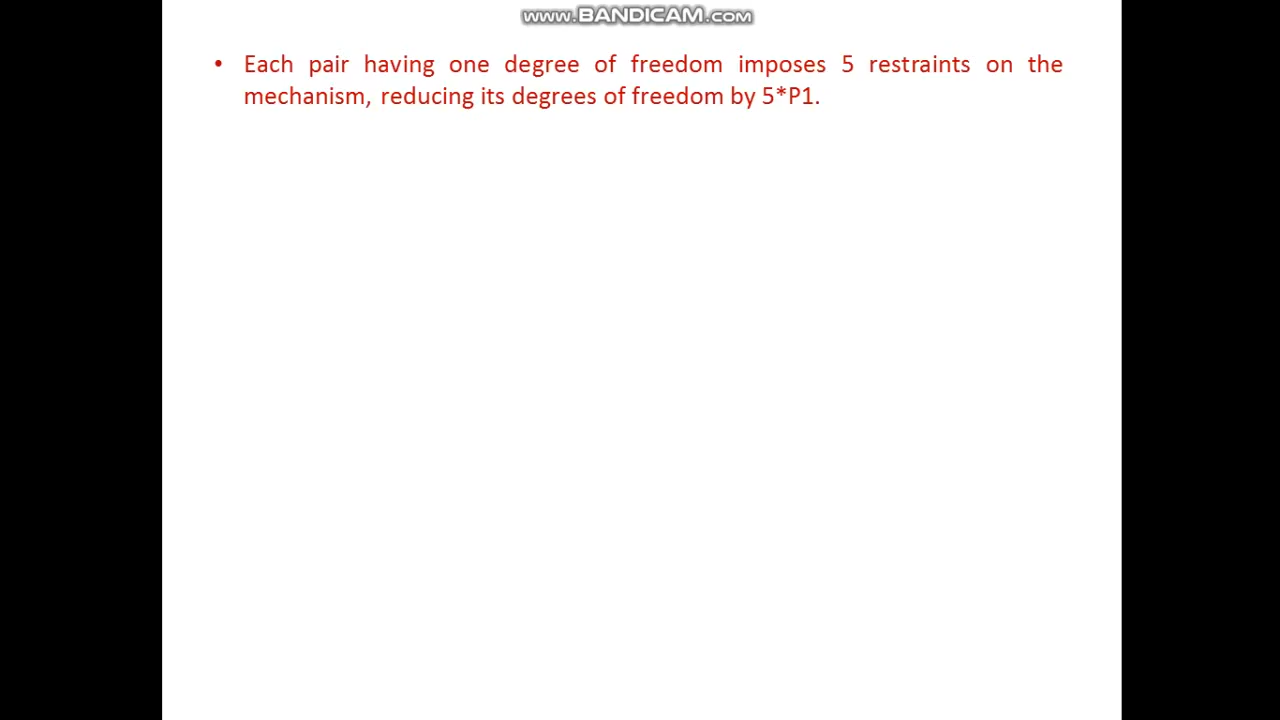 www.BANDICAM.com
• Each pair having one degree of freedom imposes 5 restraints on the
mechanism, reducing its degrees of freedom by 5*P1.